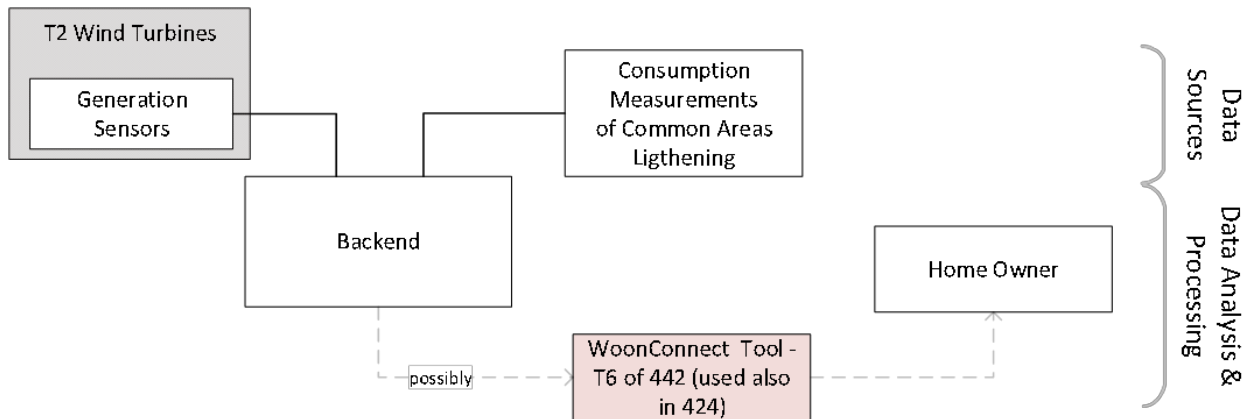 T2 Wind Turbines
Generation
Sensors
Consumption
Measurements
of Common Areas
Ligthening
Data
Sources
Backend
Home Owner
Data Analysis &
Processing
possibly
WoonConnect Tool -
T6 of 442 (used also
in 424)